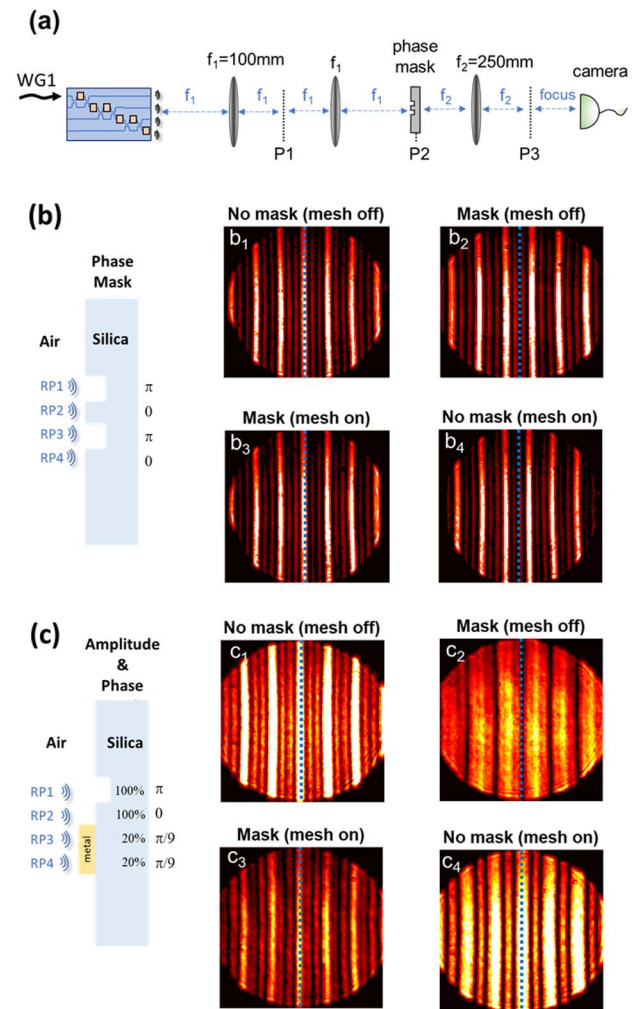 (a)
WG1
f1=100mm
f1
phase
mask
f2=250mm
camera
f1
f1
f1
f1
f2
f2
focus
P1
P2
P3
(b)
Phase
Mask
Air
Silica
RP1
π
RP2
0
RP3
π
RP4
0
No mask (mesh off)
b1
Mask (mesh off)
b2
Mask (mesh on)
b3
No mask (mesh on)
b4
(c)
Amplitude
&
Phase
Air
Silica
RP1
100%
π
RP2
100%
0
RP3
20%
π/9
RP4
20%
π/9
metal
No mask (mesh off)
c1
Mask (mesh off)
c2
Mask (mesh on)
c3
No mask (mesh on)
c4